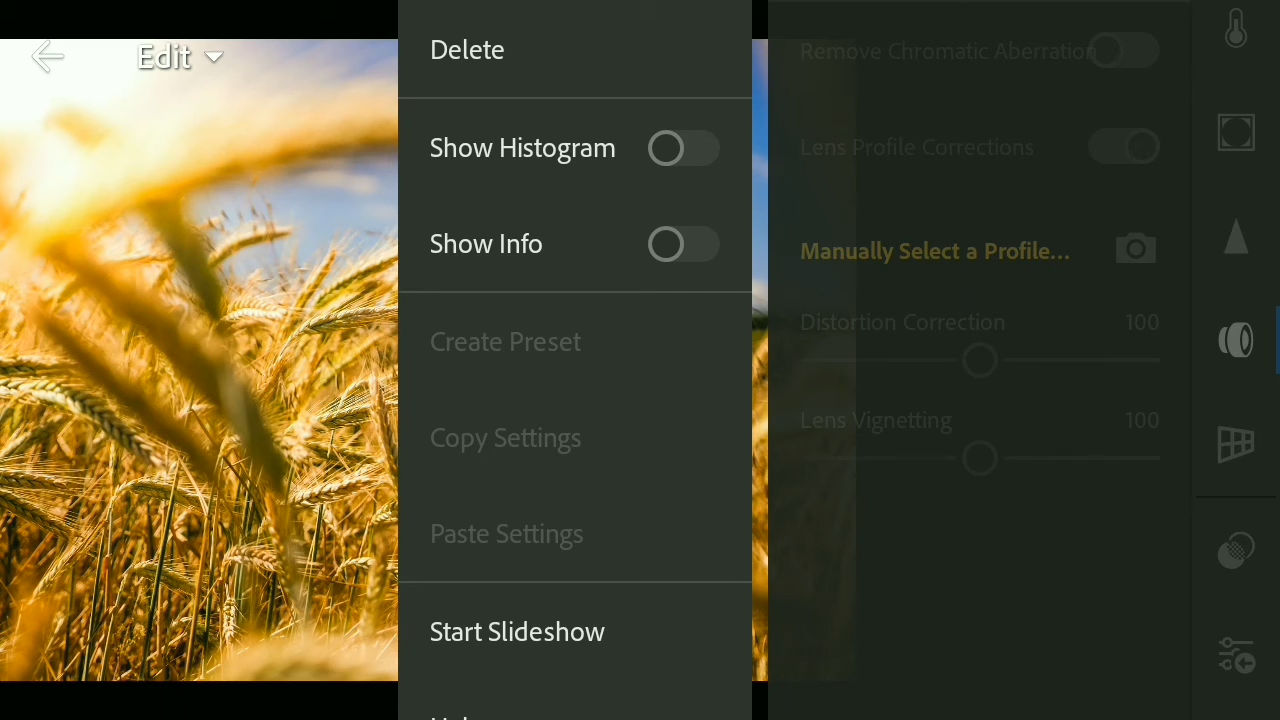 Edit
Delete
Show Histogram
Show Info
Create Preset
Copy Settings
Paste Settings
Start Slideshow
Remove Chromatic Aberration
Lens Profile Corrections
Manually Select a Profile...
Distortion Correction 100
Lens Vignetting 100